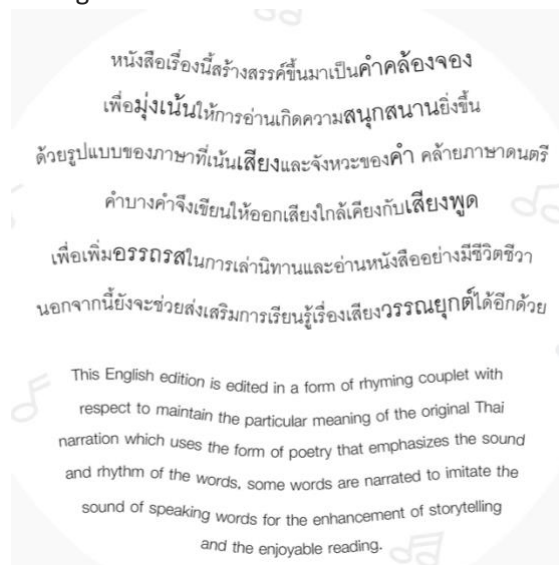 หนังสือเรื่องนี้สร้างสรรค์ขึ้นมาเป็นคำคล้องจอง
เพื่อมุ่งเน้นให้การอ่านเกิดความสนุกสนานยิ่งขึ้น
ด้วยรูปแบบของภาษาที่เน้นเสียงและจังหวะของคำ คล้ายภาษาดนตรี
คำบางคำจึงเขียนให้ออกเสียงใกล้เคียงกับเสียงพูด
เพื่อเพิ่มอรรถรสในการเล่านิทานและอ่านหนังสืออย่างมีชีวิตชีวา
นอกจากนี้ยังจะช่วยส่งเสริมการเรียนรู้เรื่องเสียงวรรณยุกต์ได้อีกด้วย
This English edition is edited in a form of rhyming couplet with
respect to maintain the particular meaning of the original Thai
narration which uses the form of poetry that emphasizes the sound
and rhythm of the words, some words are narrated to imitate the
sound of speaking words for the enhancement of storytelling
and the enjoyable reading.